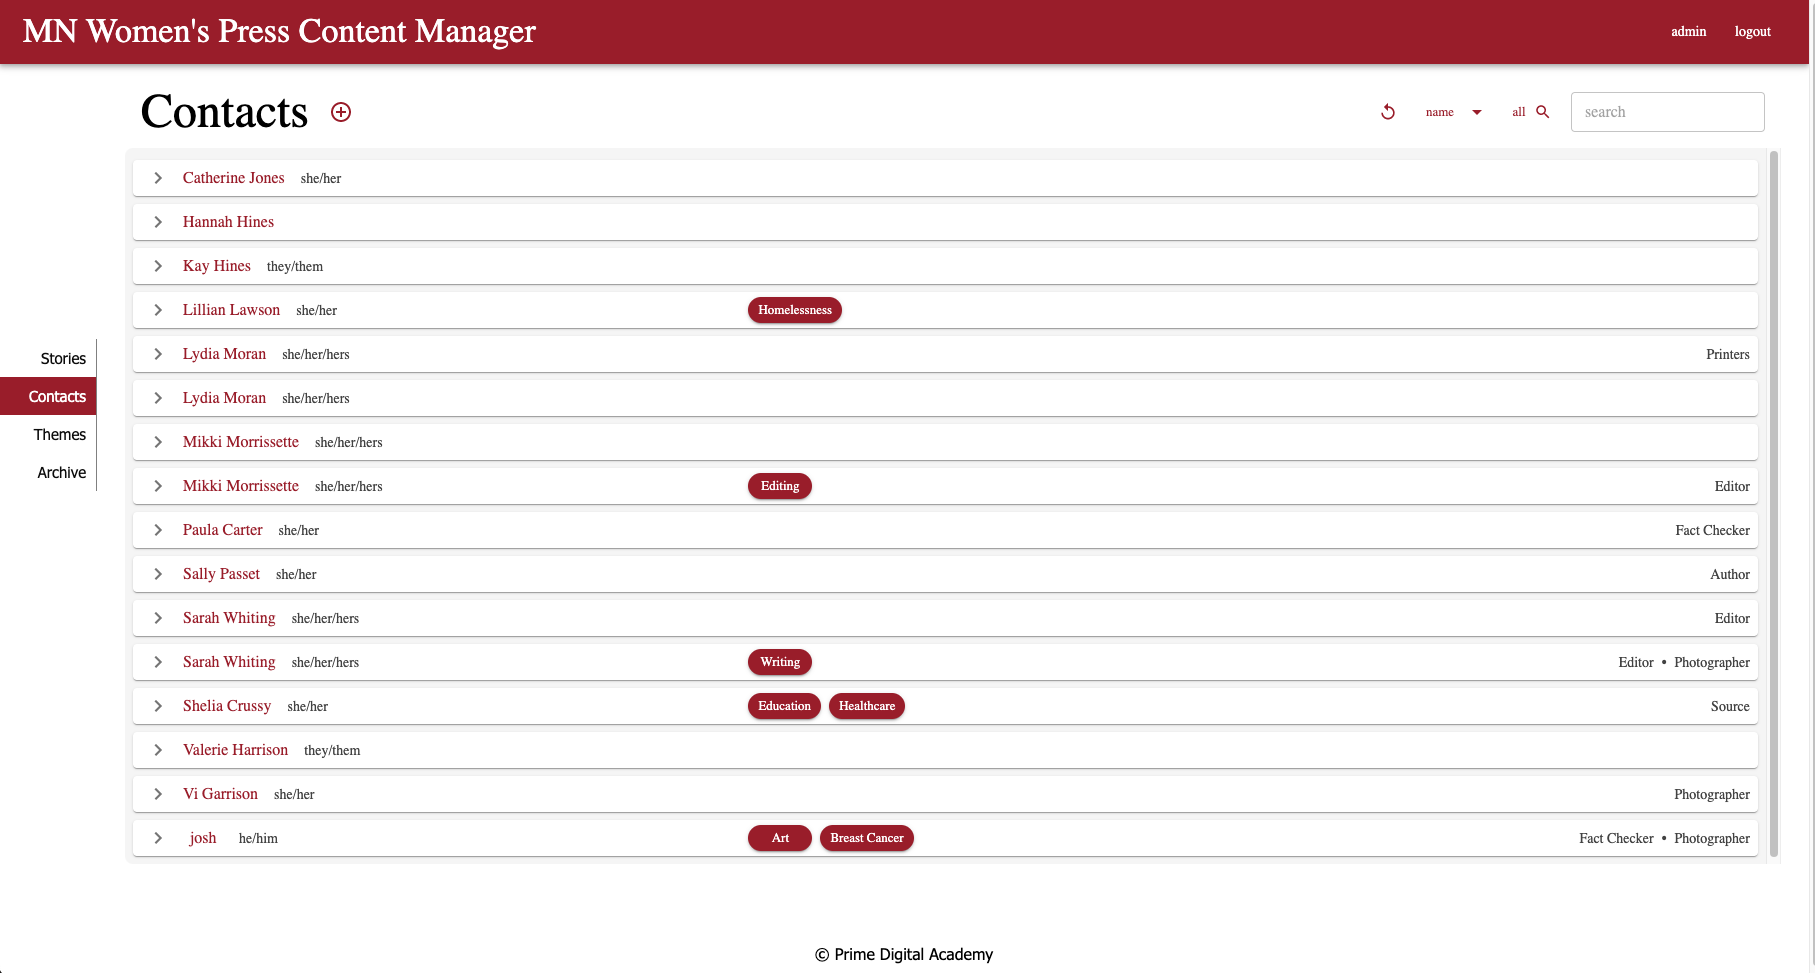 MN Women's Press Content Manager admin logout
Contacts name all search
Catherine Jones she/her
Hannah Hines
Kay Hines they/them
Lillian Lawson she/her Homelessness
Lydia Moran she/her/hers Printers
Lydia Moran she/her/hers
Mikki Morrissette she/her/hers
Mikki Morrissette she/her/hers Editing Editor
Paula Carter she/her Fact Checker
Sally Passet she/her Author
Sarah Whiting she/her/hers Editor
Sarah Whiting she/her/hers Writing Editor • Photographer
Shelia Crussy she/her Education Healthcare Source
Valerie Harrison they/them
Vi Garrison she/her Photographer
josh he/him Art Breast Cancer Fact Checker • Photographer
Stories
Contacts
Themes
Archive
© Prime Digital Academy